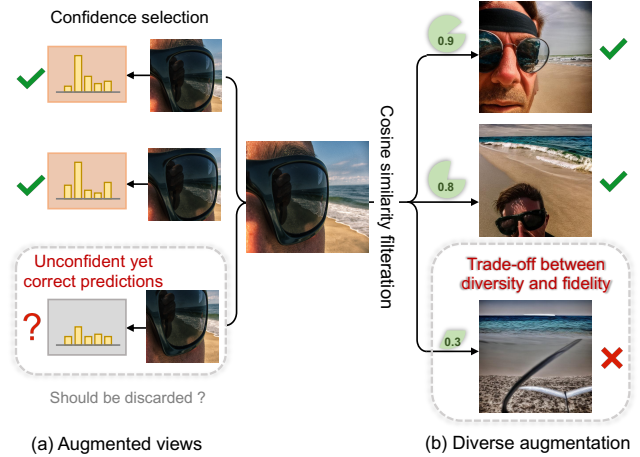 Confidence selection
Unconfident yet
correct predictions
?
Should be discarded ?
(a) Augmented views
Cosine similarity filteration
0.9
0.8
Trade-off between
diversity and fidelity
0.3
(b) Diverse augmentation